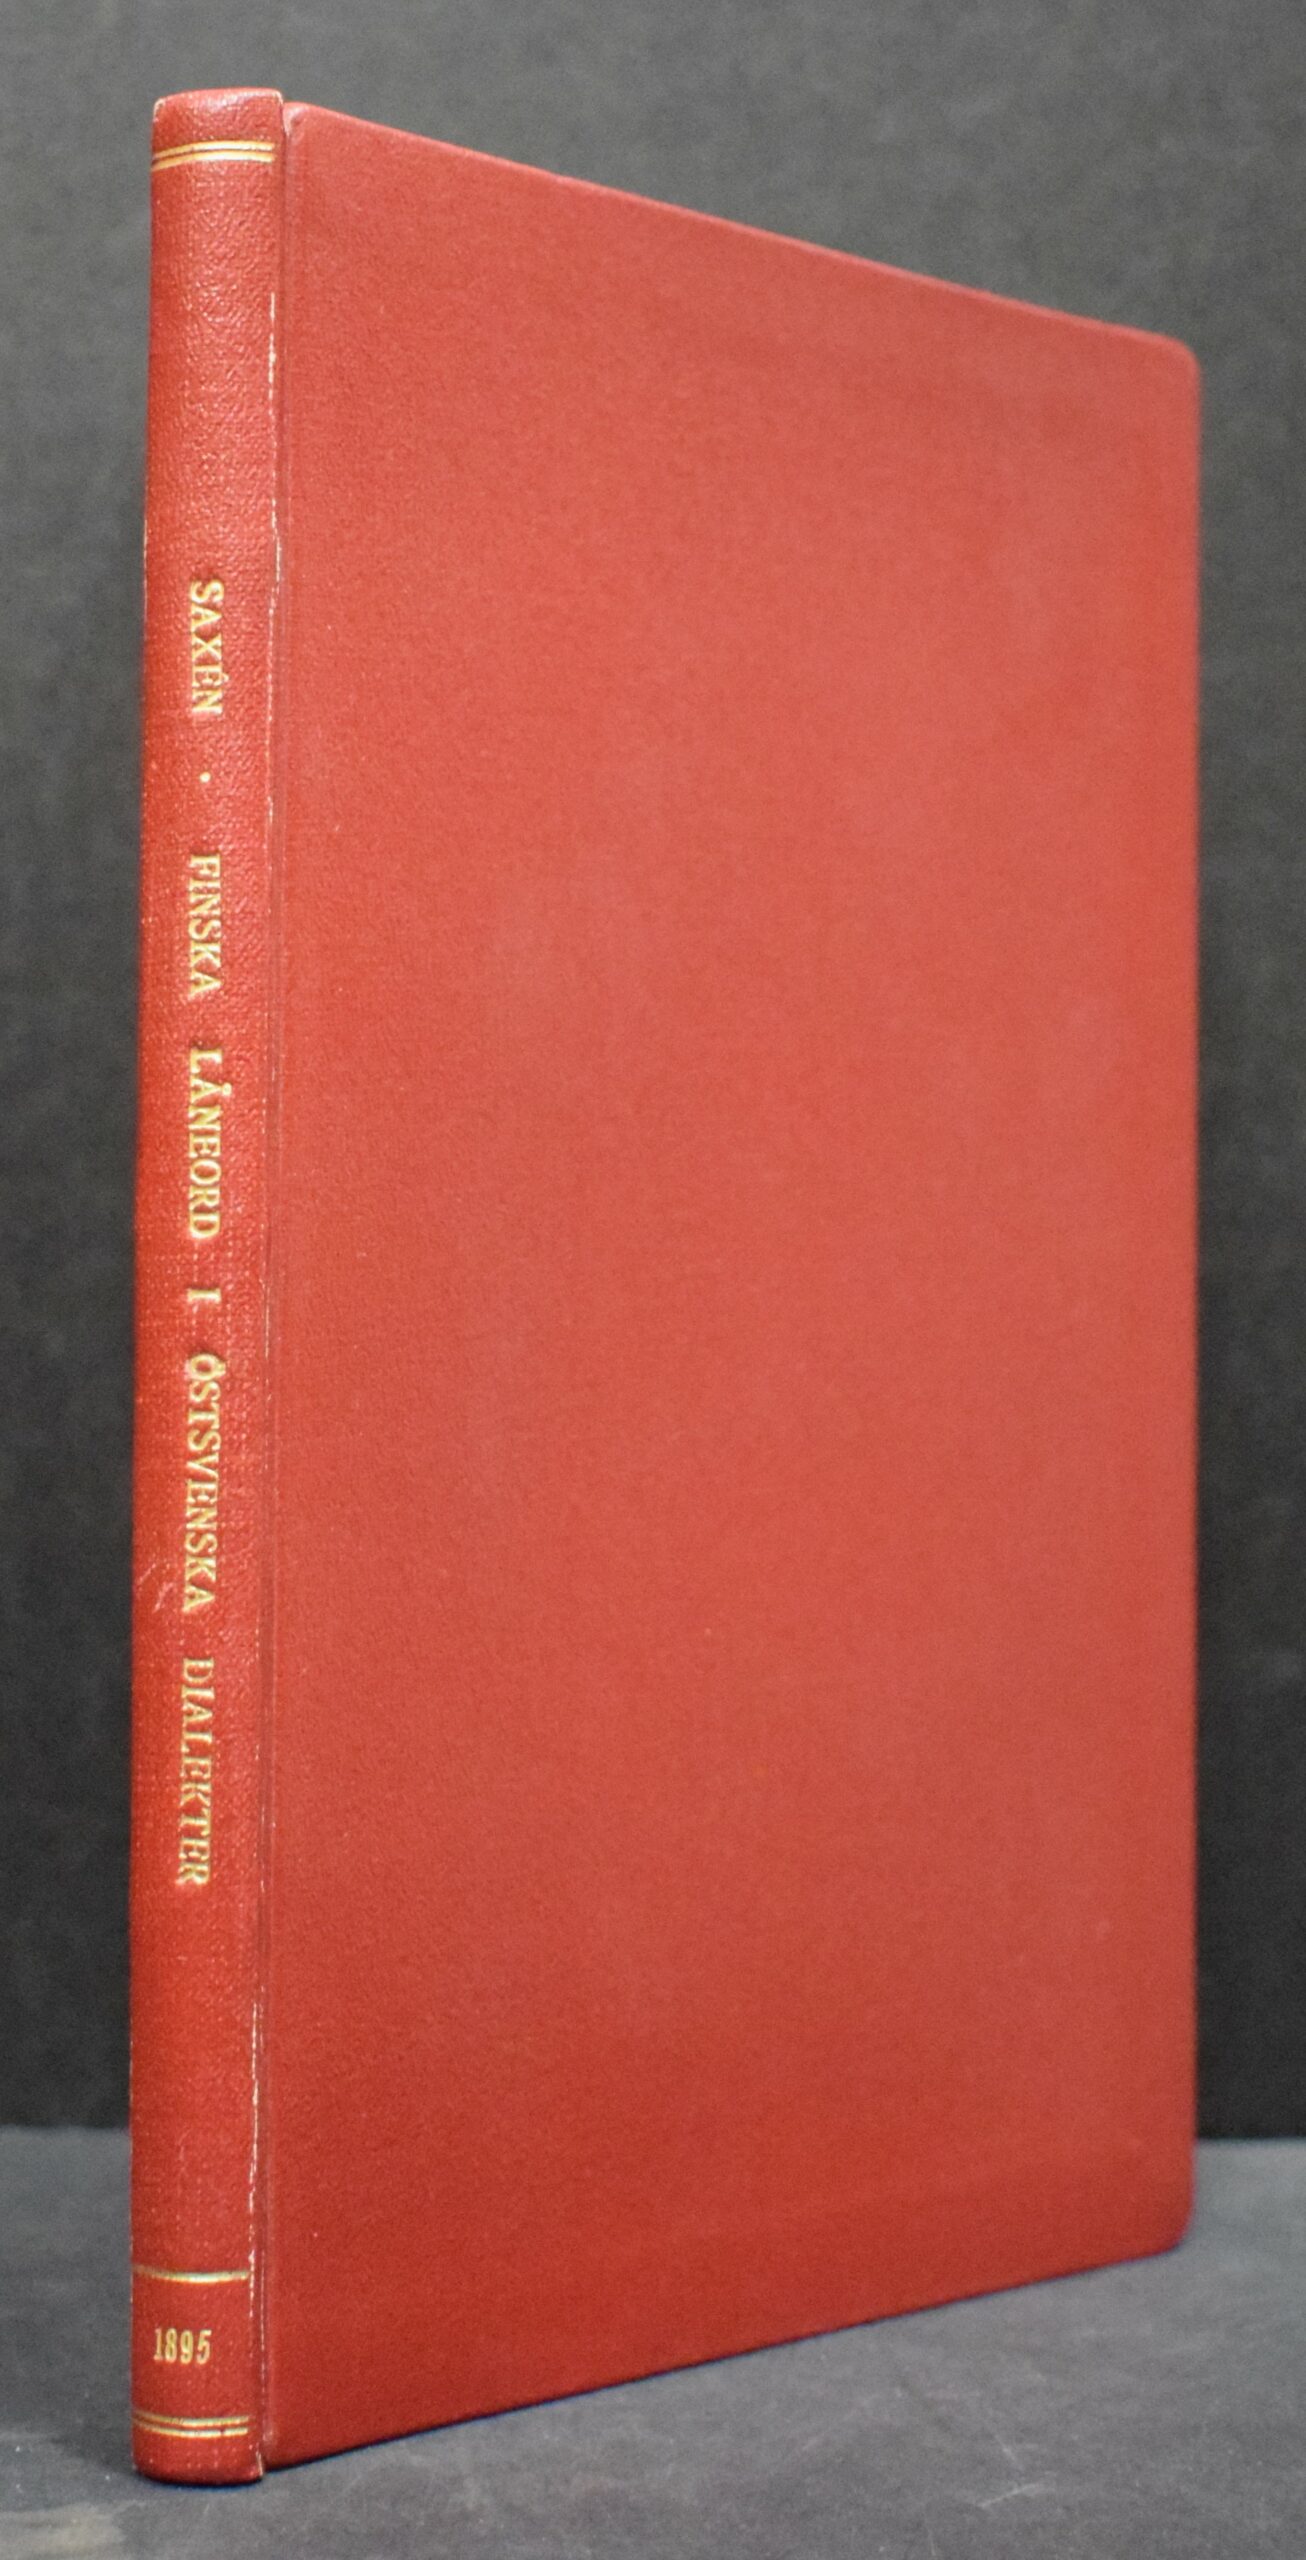 SAXÉN · FINSKA LÅNEORD I ÖSTSVENSKA DIALEKTER
1895